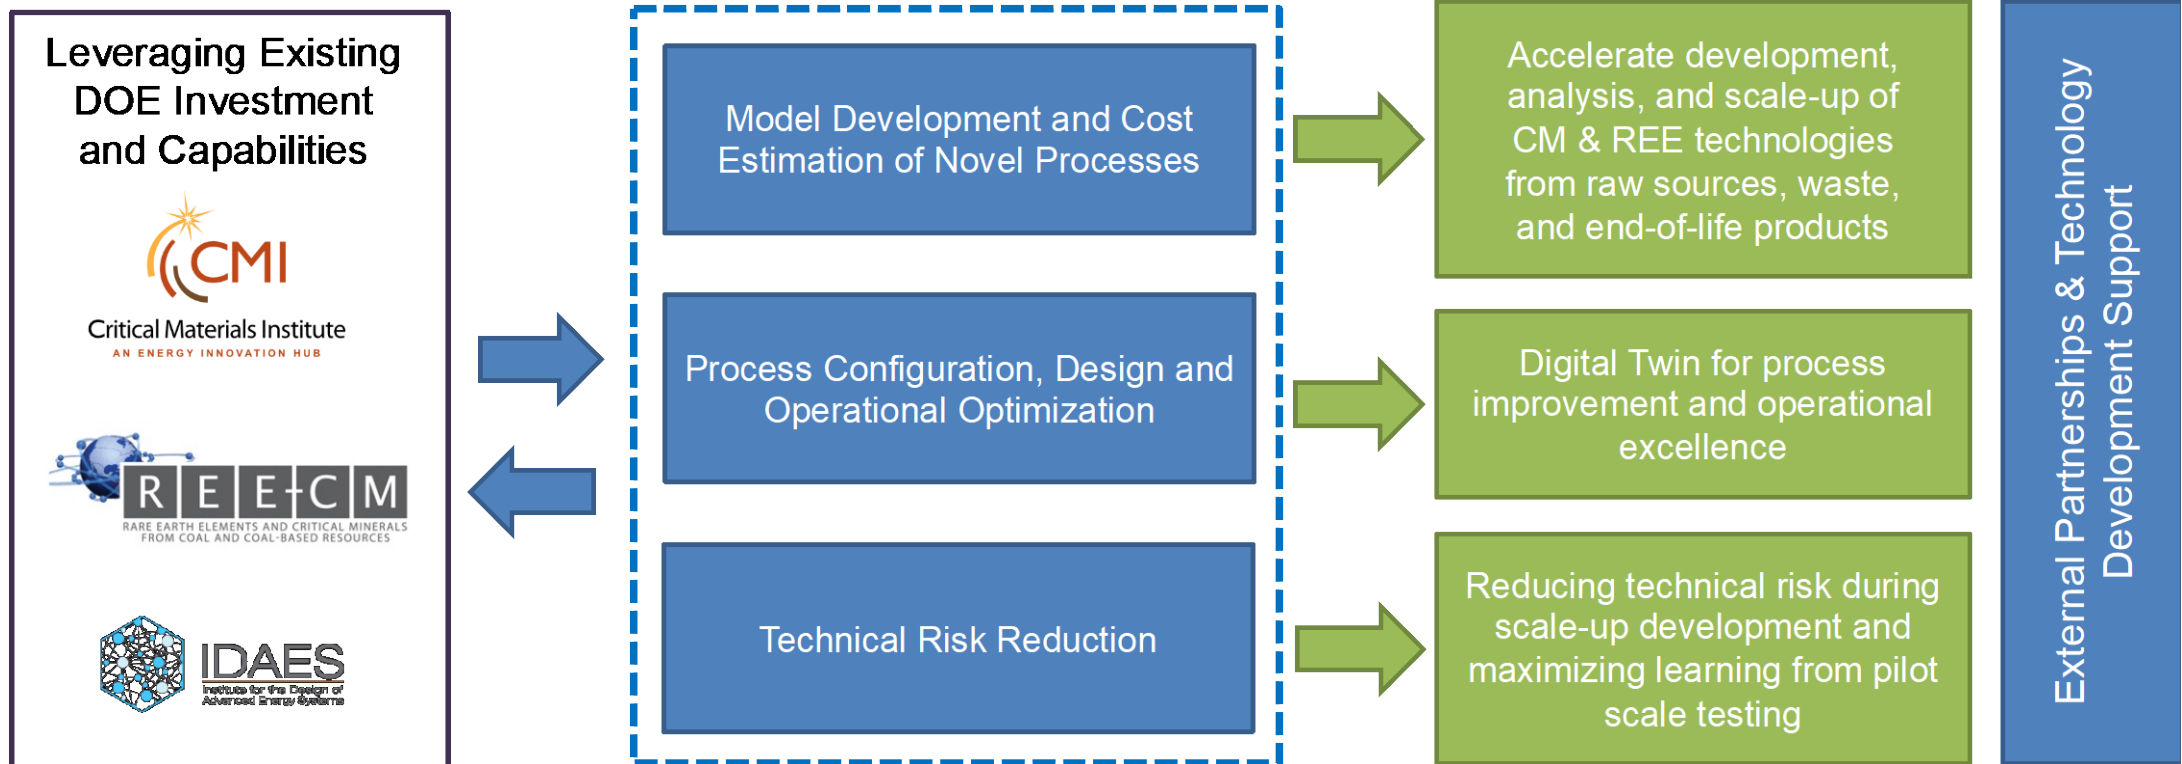 Leveraging Existing
DOE Investment
and Capabilities
CMI
Critical Materials Institute
AN ENERGY INNOVATION HUB
REE+CM
RARE EARTH ELEMENTS AND CRITICAL MINERALS
FROM COAL AND COAL-BASED RESOURCES
IDAES
Institute for the Design of
Advanced Energy Systems
Model Development and Cost
Estimation of Novel Processes
Process Configuration, Design and
Operational Optimization
Technical Risk Reduction
Accelerate development,
analysis, and scale-up of
CM & REE technologies
from raw sources, waste,
and end-of-life products
Digital Twin for process
improvement and operational
excellence
Reducing technical risk during
scale-up development and
maximizing learning from pilot
scale testing
External Partnerships & Technology
Development Support